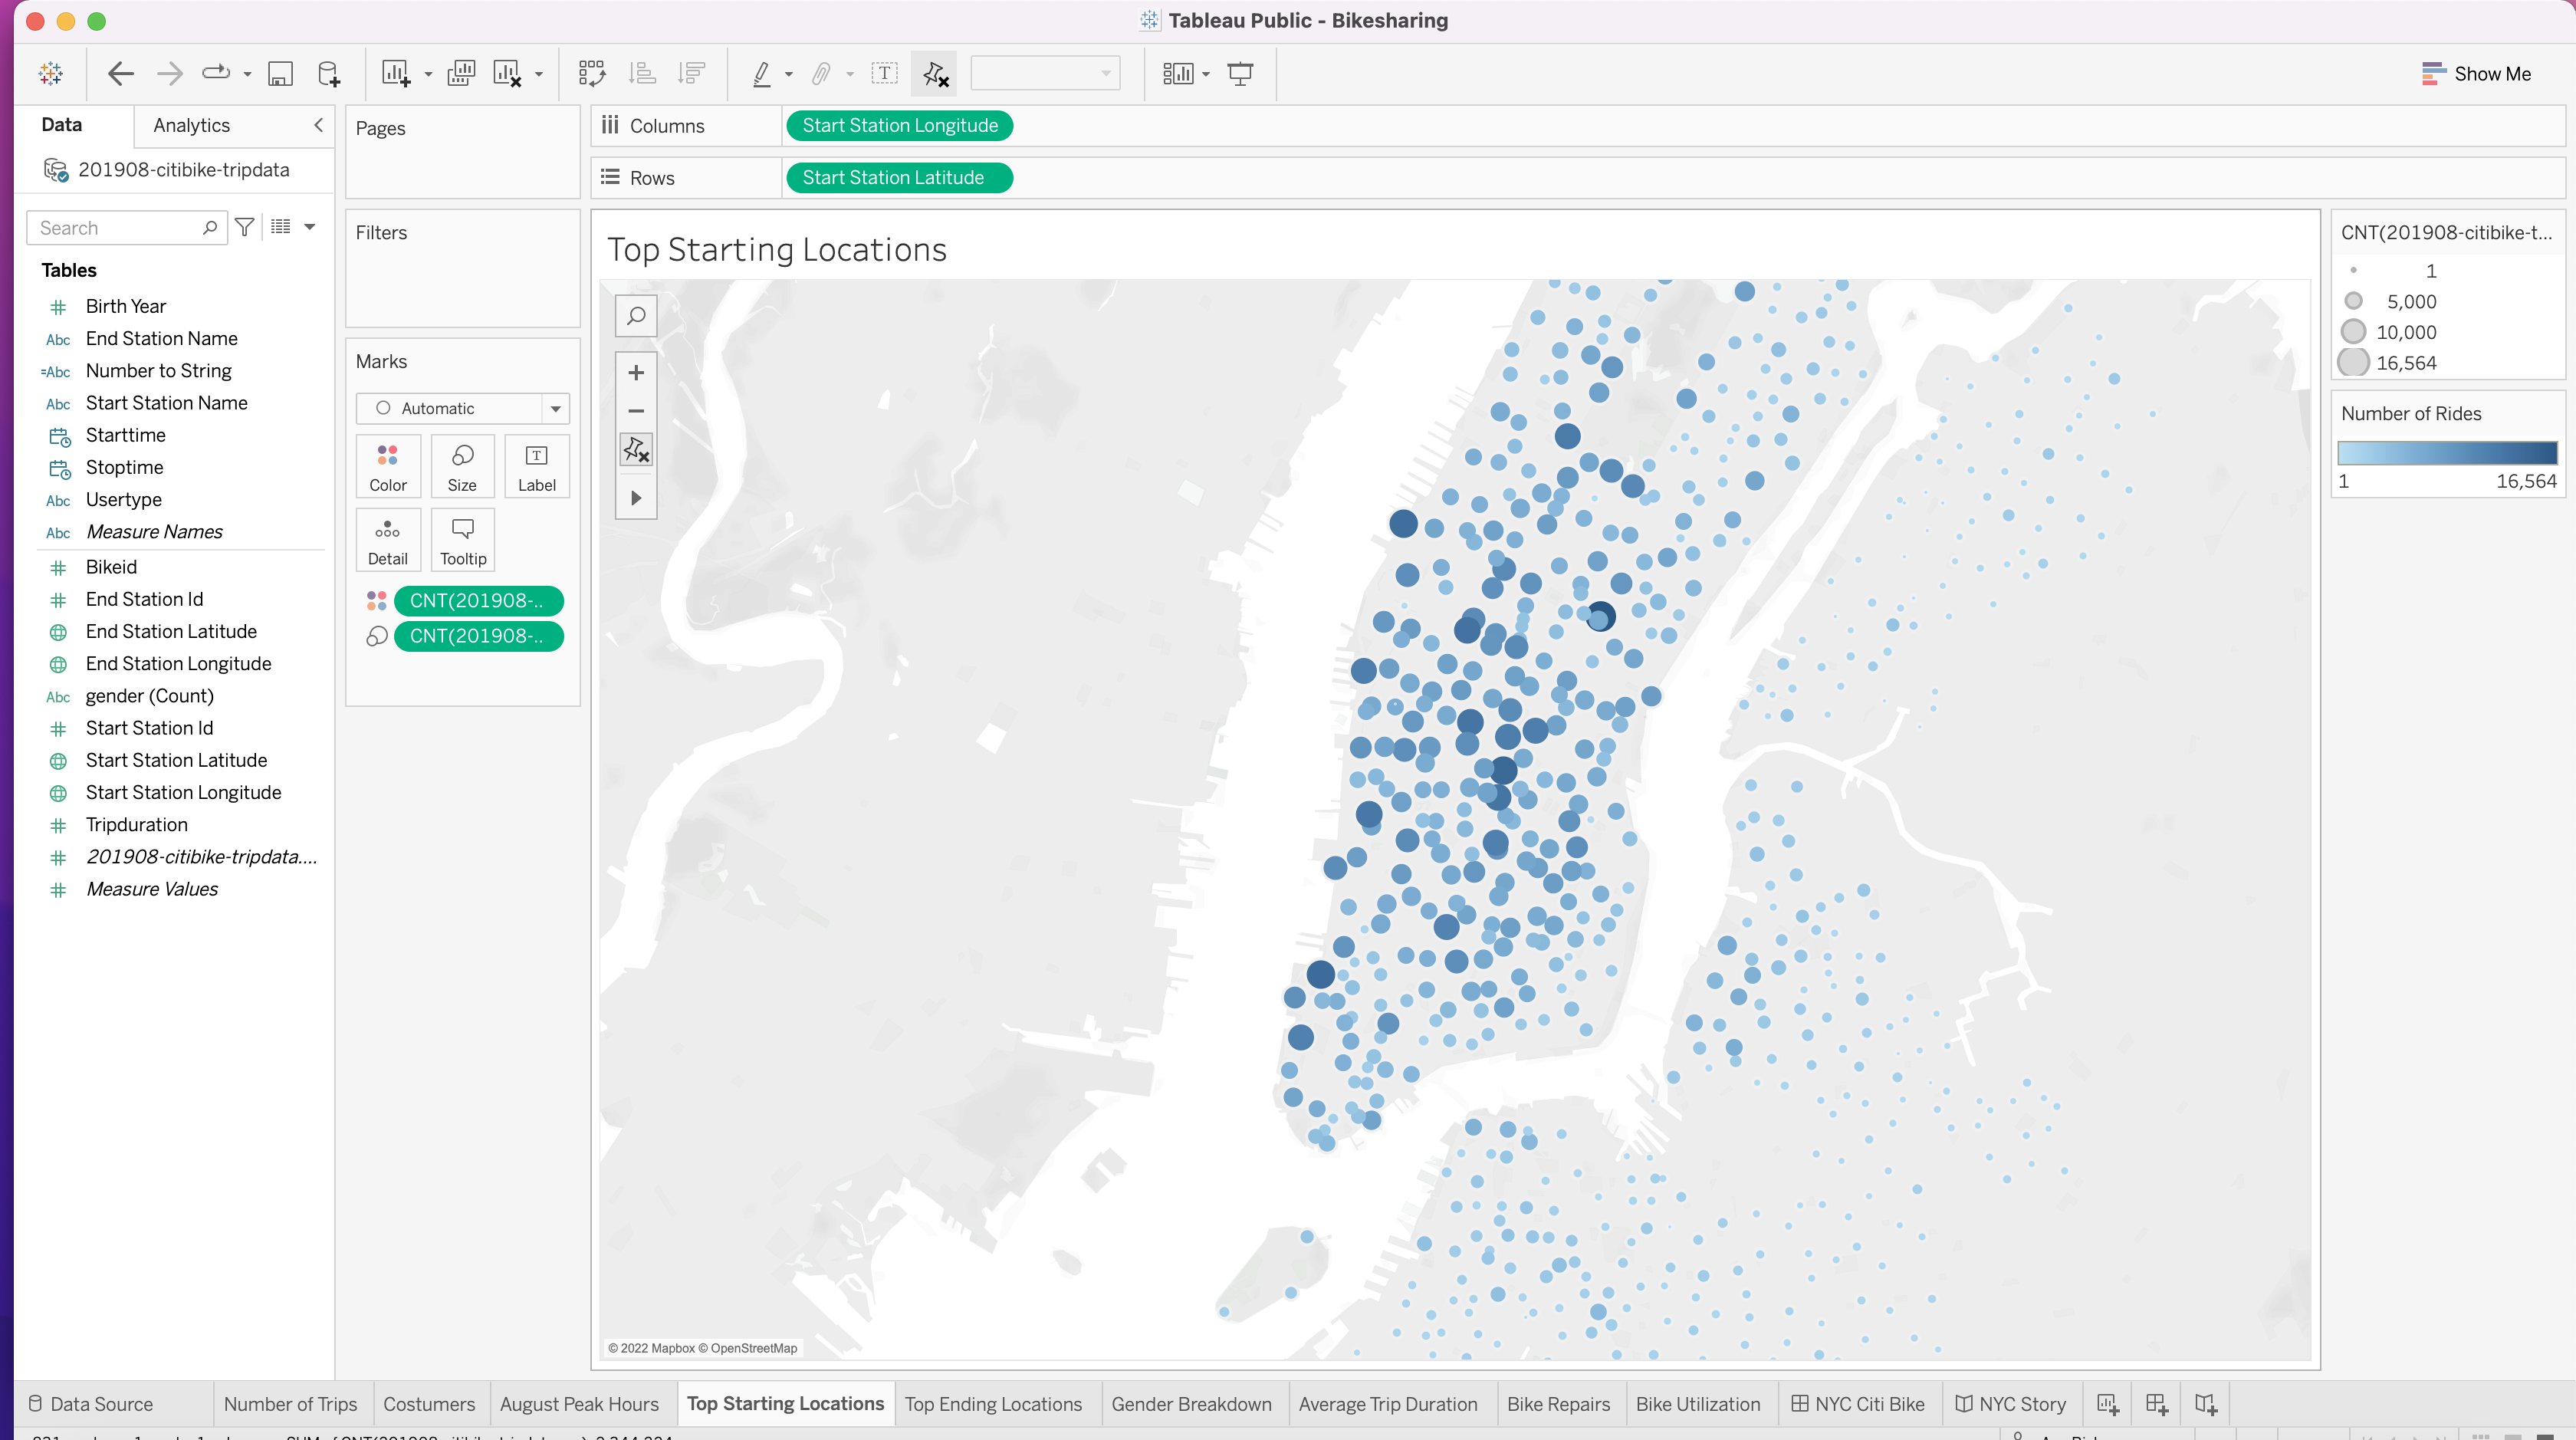 Tableau Public - Bikesharing
Show Me
Data
Analytics
201908-citibike-tripdata
Search
Tables
Birth Year
Abc End Station Name
=Abc Number to String
Abc Start Station Name
Starttime
Stoptime
Abc Usertype
Abc Measure Names
Bikeid
End Station Id
End Station Latitude
End Station Longitude
Abc gender (Count)
Start Station Id
Start Station Latitude
Start Station Longitude
Tripduration
201908-citibike-tripdata....
Measure Values
Pages
Filters
Marks
Automatic
Color
Size
T
Label
Detail
Tooltip
CNT(201908-..
CNT(201908-..
Columns
Start Station Longitude
Rows
Start Station Latitude
Top Starting Locations
© 2022 Mapbox © OpenStreetMap
CNT(201908-citibike-t...
1
5,000
10,000
16,564
Number of Rides
1 16,564
Data Source
Number of Trips
Costumers
August Peak Hours
Top Starting Locations
Top Ending Locations
Gender Breakdown
Average Trip Duration
Bike Repairs
Bike Utilization
NYC Citi Bike
NYC Story